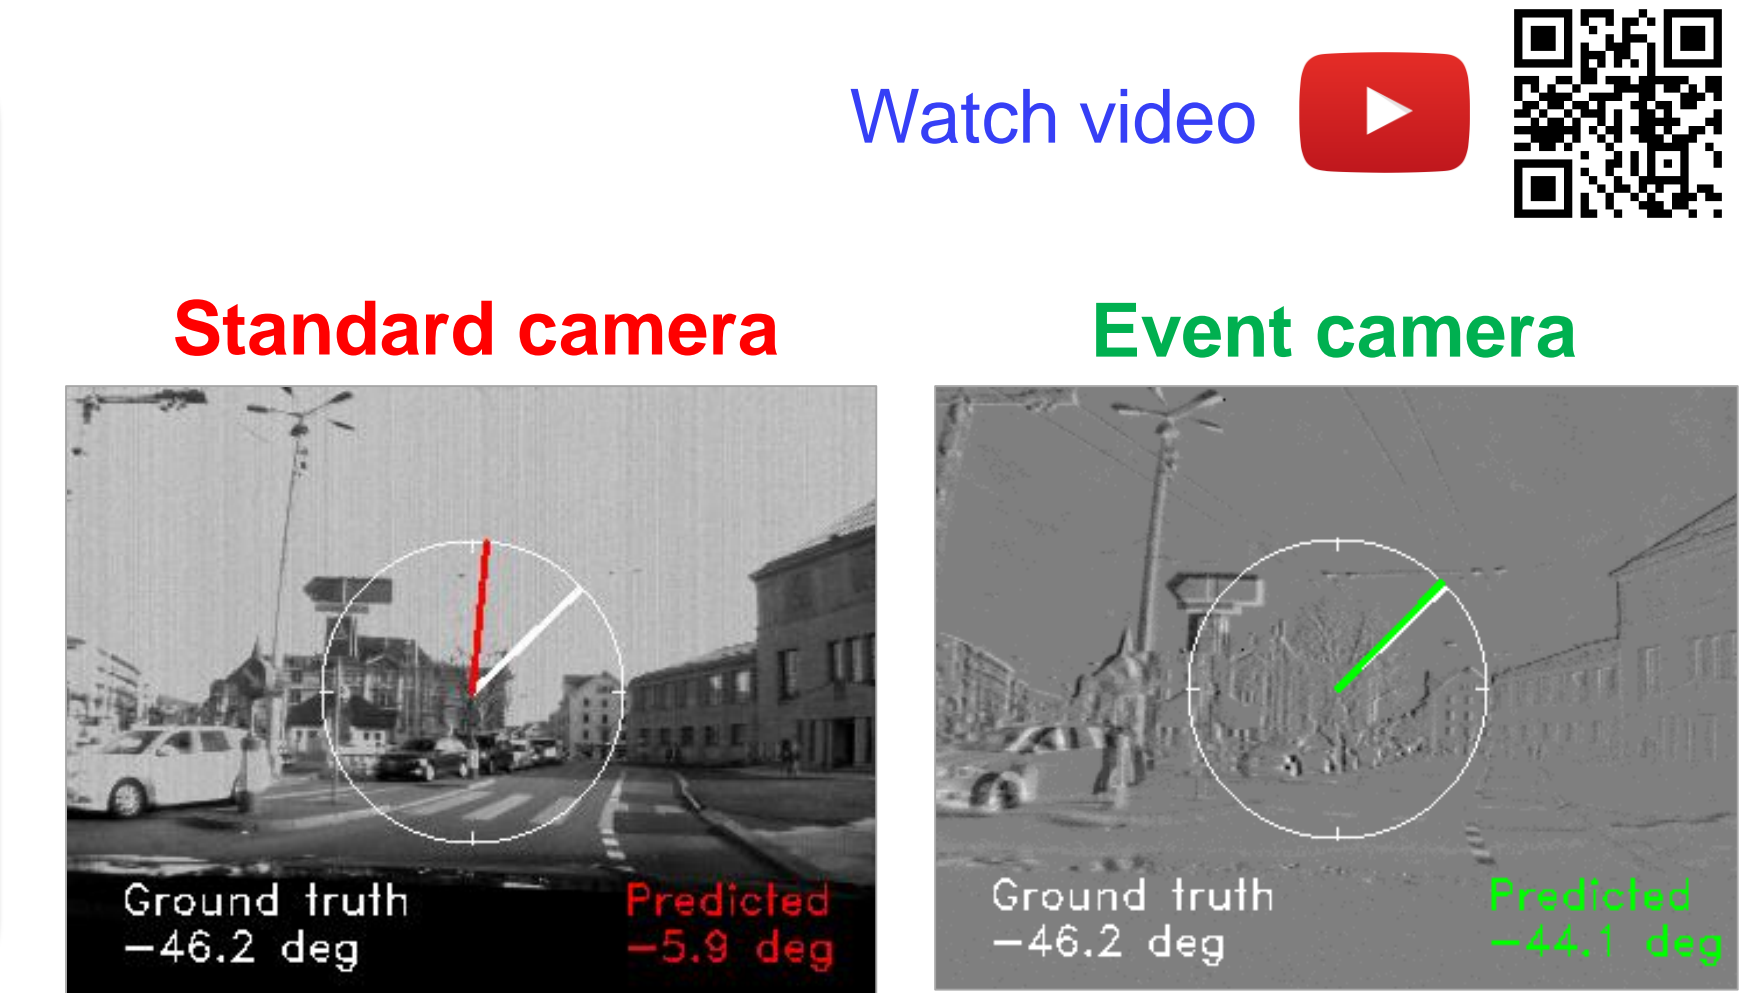 Watch video
Standard camera
Event camera
Ground truth
-46.2 deg
Predicted
-5.9 deg
Ground truth
-46.2 deg
Predicted
-44.1 deg